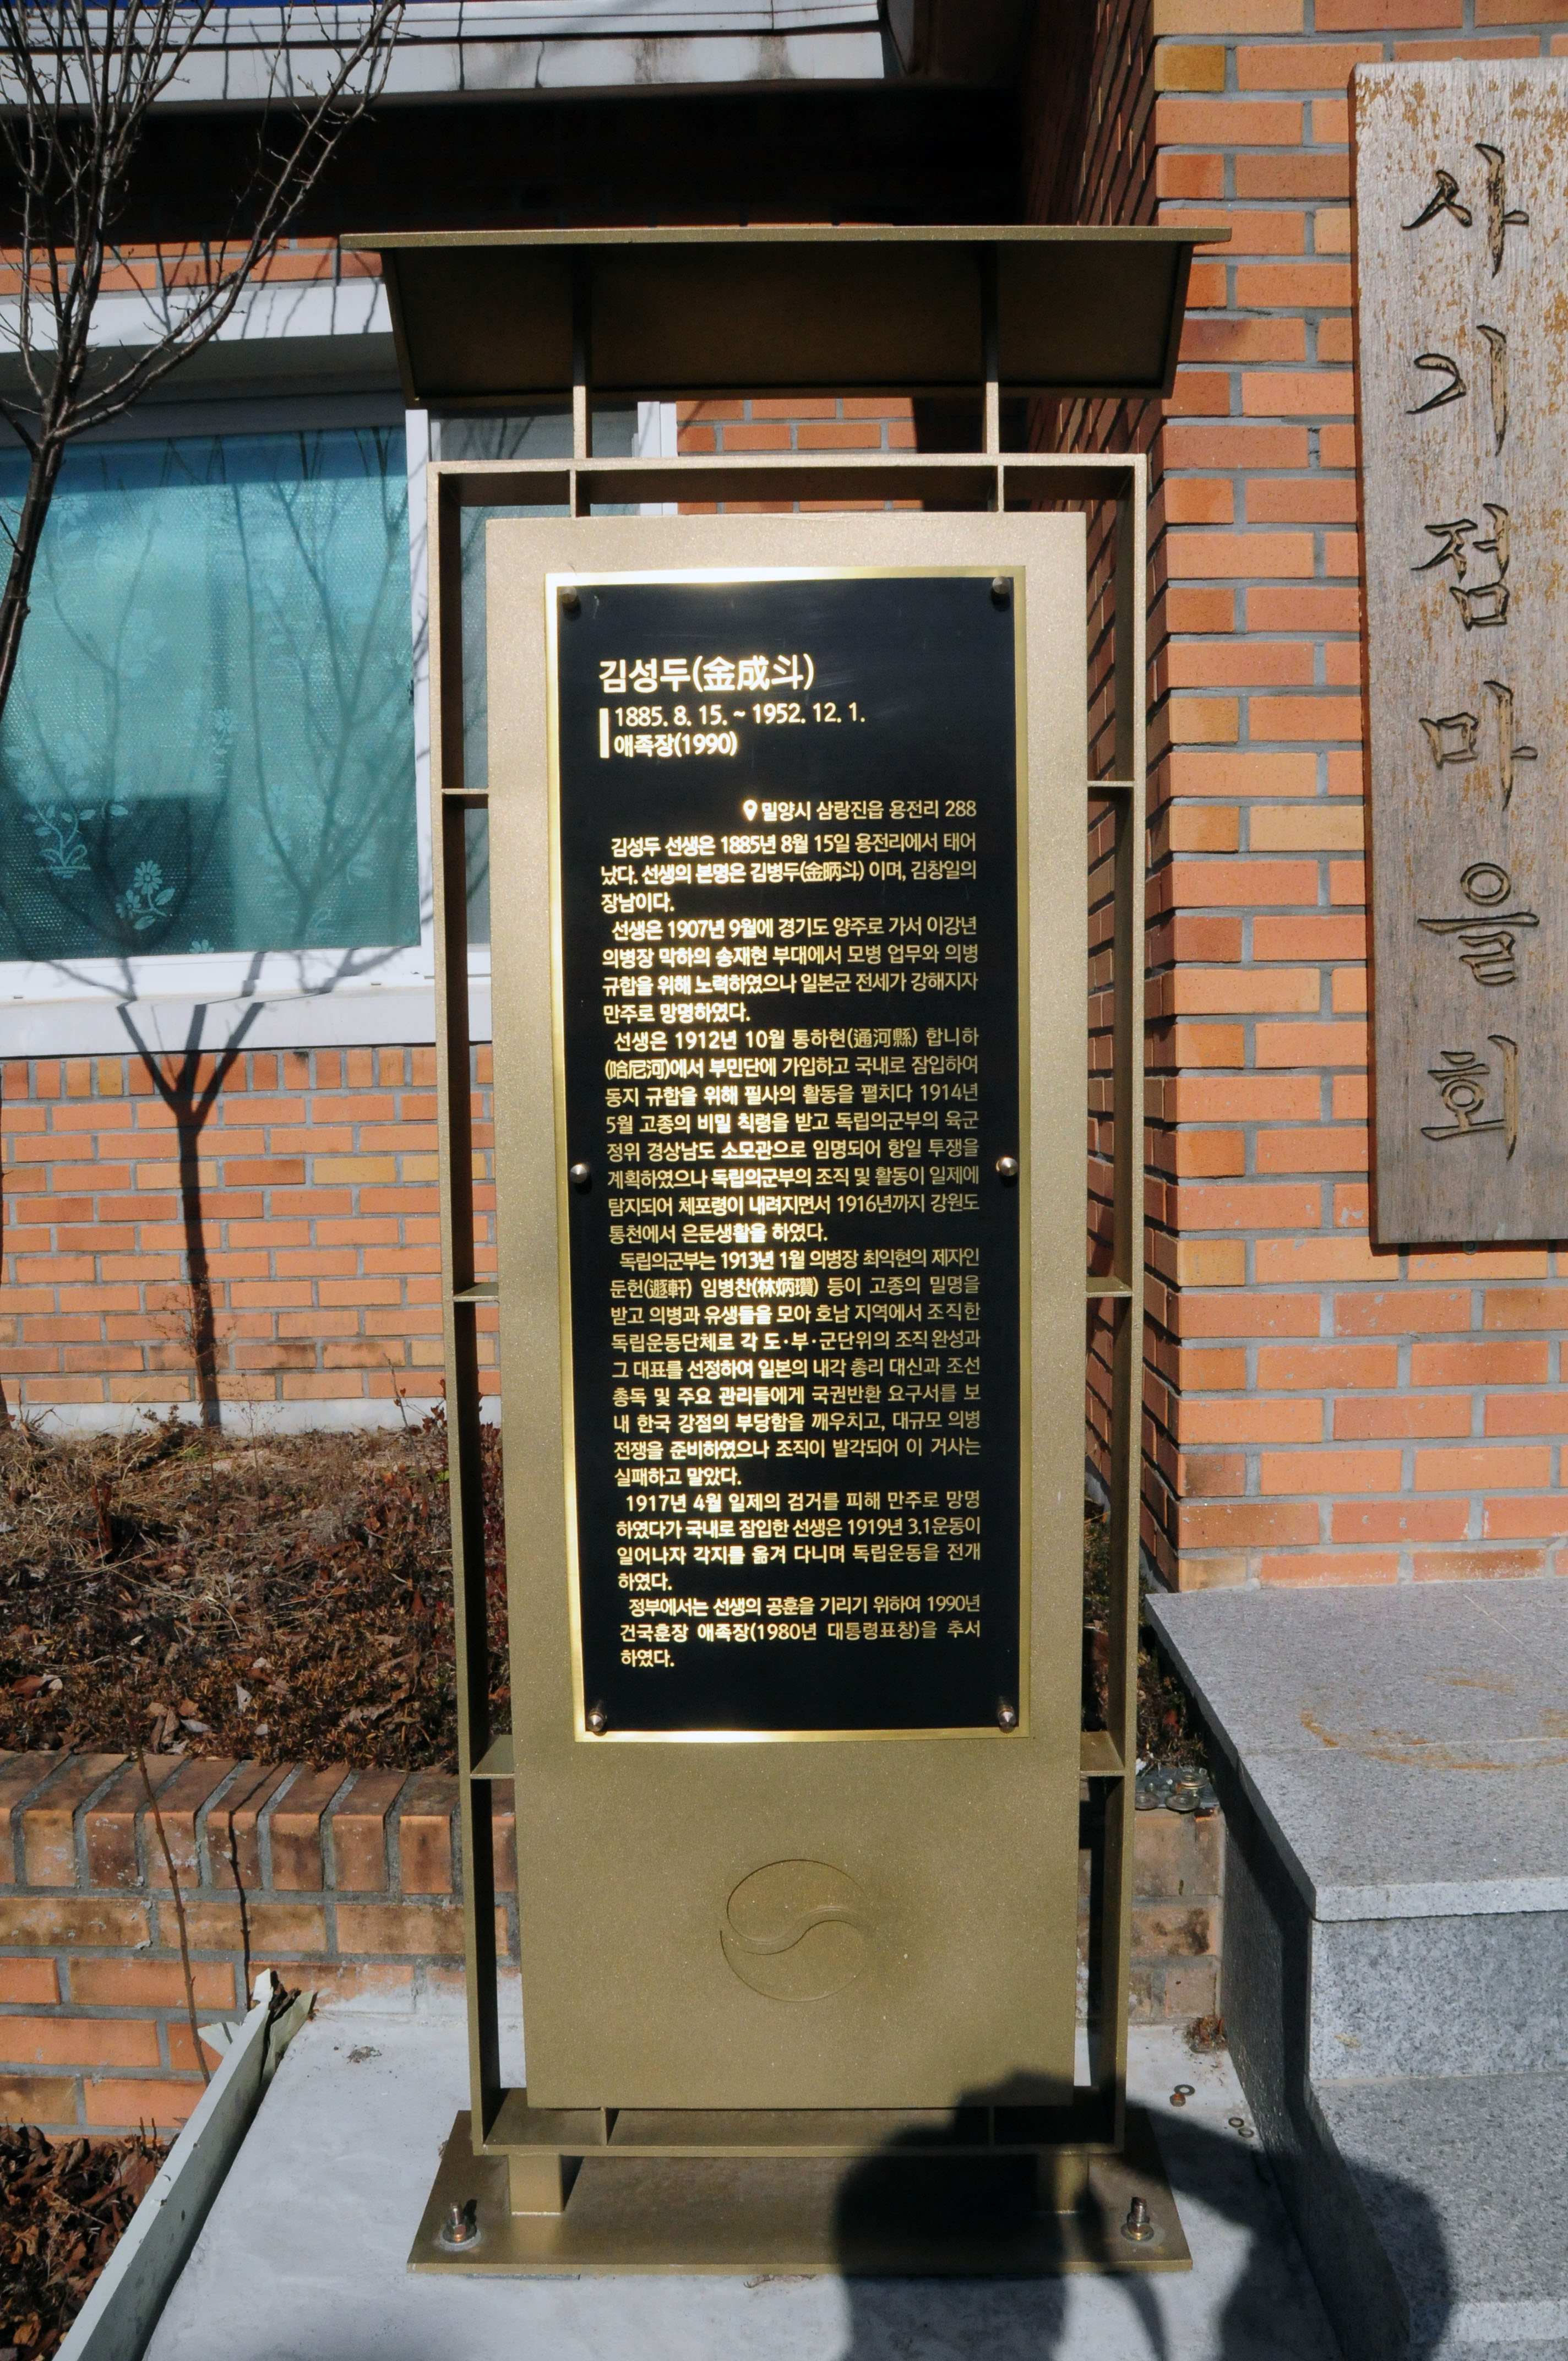 김성두(金成斗)
1885. 8. 15. ~ 1952. 12. 1.
애족장(1990)
밀양시 삼랑진읍 용전리 288
김성두 선생은 1885년 8월 15일 용전리에서 태어
났다. 선생의 본명은 김병두(金昞斗) 이며, 김창일의
장남이다.
선생은 1907년 9월에 경기도 양주로 가서 이강년
의병장 막하의 송재현 부대에서 모병 업무와 의병
규합을 위해 노력하였으나 일본군 전세가 강해지자
만주로 망명하였다.
선생은 1912년 10월 통하현(通河縣) 합니하
(哈尼河)에서 부민단에 가입하고 국내로 잠입하여
동지 규합을 위해 필사의 활동을 펼치다 1914년
5월 고종의 비밀 칙령을 받고 독립의군부의 육군
정위 경상남도 소모관으로 임명되어 항일 투쟁을
계획하였으나 독립의군부의 조직 및 활동이 일제에
탐지되어 체포령이 내려지면서 1916년까지 강원도
통천에서 은둔생활을 하였다.
독립의군부는 1913년 1월 의병장 최익현의 제자인
둔헌(遯軒) 임병찬(林炳瓚) 등이 고종의 밀명을
받고 의병과 유생들을 모아 호남 지역에서 조직한
독립운동단체로 각 도·부·군단위의 조직 완성과
그 대표를 선정하여 일본의 내각 총리 대신과 조선
총독 및 주요 관리들에게 국권반환 요구서를 보
내 한국 강점의 부당함을 깨우치고, 대규모 의병
전쟁을 준비하였으나 조직이 발각되어 이 거사는
실패하고 말았다.
1917년 4월 일제의 검거를 피해 만주로 망명
하였다가 국내로 잠입한 선생은 1919년 3.1운동이
일어나자 각지를 옮겨 다니며 독립운동을 전개
하였다.
정부에서는 선생의 공훈을 기리기 위하여 1990년
건국훈장 애족장(1980년 대통령표창)을 추서
하였다.
사기점마을회